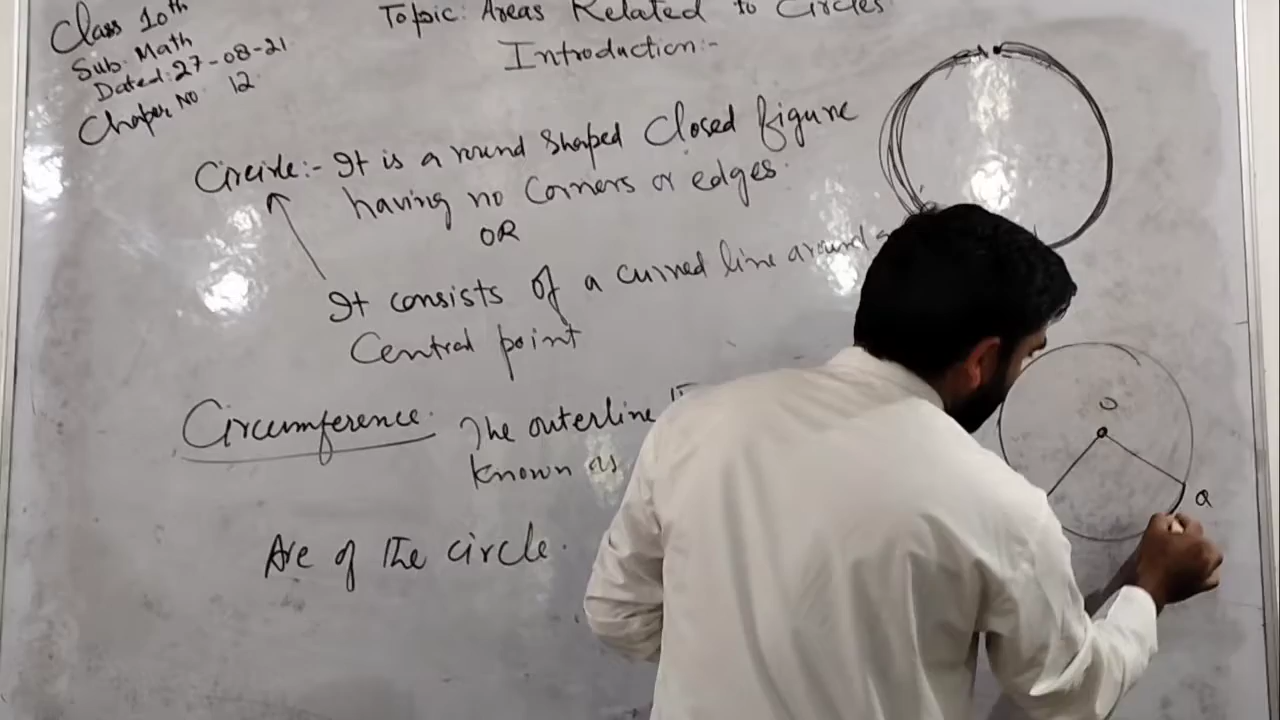 Class 10th
Sub: Math
Dated: 27-08-21
Chaper No 12
Topic: Areas Related to Circles
Introduction:-
Circirle:- It is a round shaped closed figure
having no corners or edges.
OR
It consists of a curved line around
Central point
Circumference. The outerline
known as
Arc of the circle.
O
Q